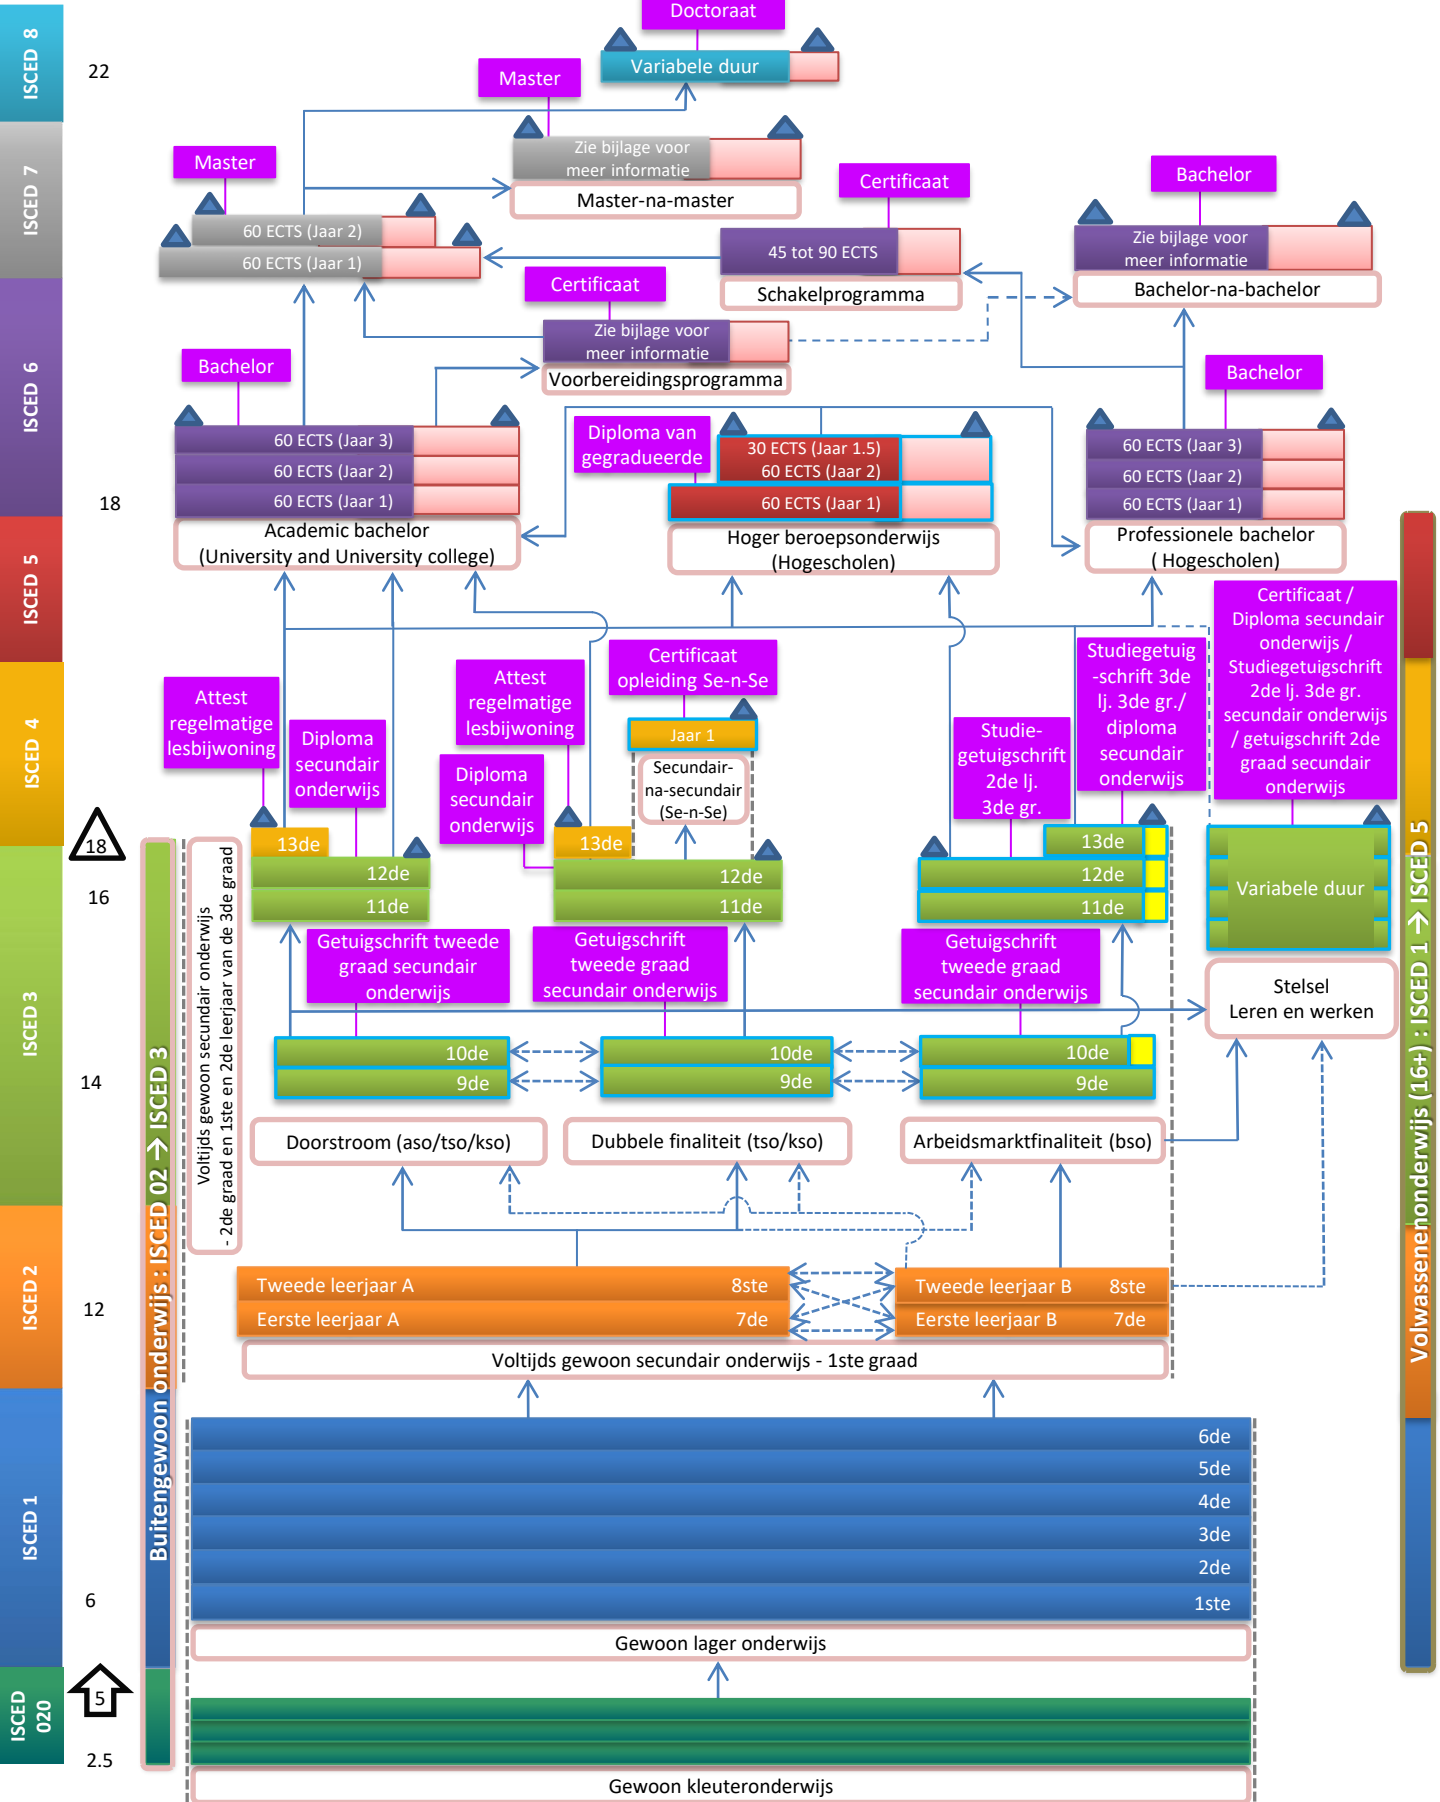 Doctoraat
ISCED 8
22
Variabele duur
Master
ISCED 7
Zie bijlage voor
meer informatie
Master-na-master
Master
60 ECTS (Jaar 2)
60 ECTS (Jaar 1)
Certificaat
45 tot 90 ECTS
Schakelprogramma
Bachelor
Zie bijlage voor
meer informatie
Bachelor-na-bachelor
ISCED 6
Certificaat
Zie bijlage voor
meer informatie
Voorbereidingsprogramma
Bachelor
60 ECTS (Jaar 3)
60 ECTS (Jaar 2)
60 ECTS (Jaar 1)
Academic bachelor
(University and University college)
18
Diploma van
gegradueerde
30 ECTS (Jaar 1.5)
60 ECTS (Jaar 2)
60 ECTS (Jaar 1)
Hoger beroepsonderwijs
(Hogescholen)
Bachelor
60 ECTS (Jaar 3)
60 ECTS (Jaar 2)
60 ECTS (Jaar 1)
Professionele bachelor
( Hogescholen)
ISCED 5
ISCED 4
Attest
regelmatige
lesbijwoning
Diploma
secundair
onderwijs
Attest
regelmatige
lesbijwoning
Diploma
secundair
onderwijs
Certificaat
opleiding Se-n-Se
Jaar 1
Secundair-
na-secundair
(Se-n-Se)
Studie-
getuigschrift
2de lj.
3de gr.
Studiegetuig
-schrift 3de
lj. 3de gr./
diploma
secundair
onderwijs
Certificaat /
Diploma secundair
onderwijs /
Studiegetuigschrift
2de lj. 3de gr.
secundair onderwijs
/ getuigschrift 2de
graad secundair
onderwijs
18
16
13de
12de
11de
13de
12de
11de
13de
12de
11de
Variabele duur
ISCED 3
Getuigschrift tweede
graad secundair
onderwijs
Getuigschrift
tweede graad
secundair onderwijs
Getuigschrift
tweede graad
secundair onderwijs
Stelsel
Leren en werken
14
10de
9de
10de
9de
10de
9de
Doorstroom (aso/tso/kso)
Dubbele finaliteit (tso/kso)
Arbeidsmarktfinaliteit (bso)
Voltijds gewoon secundair onderwijs
- 2de graad en 1ste en 2de leerjaar van de 3de graad
Buitengewoon onderwijs : ISCED 02 → ISCED 3
Volwassenenonderwijs (16+) : ISCED 1 → ISCED 5
ISCED 2
12
Tweede leerjaar A 8ste
Eerste leerjaar A 7de
Tweede leerjaar B 8ste
Eerste leerjaar B 7de
Voltijds gewoon secundair onderwijs - 1ste graad
ISCED 1
6de
5de
4de
3de
2de
1ste
6
Gewoon lager onderwijs
ISCED
020
5
2.5
Gewoon kleuteronderwijs